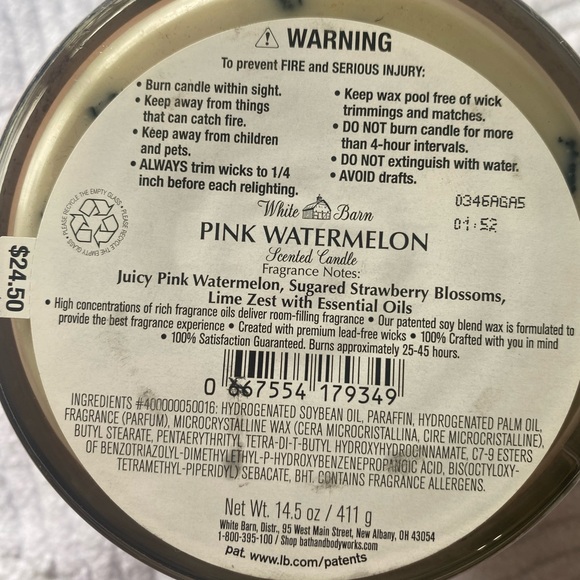 ⚠ WARNING
To prevent FIRE and SERIOUS INJURY:
• Burn candle within sight.
• Keep away from things
that can catch fire.
• Keep away from children
and pets.
• ALWAYS trim wicks to 1/4
inch before each relighting.
• Keep wax pool free of wick
trimmings and matches.
• DO NOT burn candle for more
than 4-hour intervals.
• DO NOT extinguish with water.
• AVOID drafts.
0346AGA5
01:52
• PLEASE RECYCLE THE EMPTY GLASS • PLEASE RECYCLE THE EMPTY GLASS
White Barn
PINK WATERMELON
Scented Candle
Fragrance Notes:
Juicy Pink Watermelon, Sugared Strawberry Blossoms,
Lime Zest with Essential Oils
• High concentrations of rich fragrance oils deliver room-filling fragrance • Our patented soy blend wax is formulated to
provide the best fragrance experience • Created with premium lead-free wicks • 100% Crafted with you in mind
• 100% Satisfaction Guaranteed. Burns approximately 25-45 hours.
0 667554 179349
INGREDIENTS #400000050016: HYDROGENATED SOYBEAN OIL, PARAFFIN, HYDROGENATED PALM OIL,
FRAGRANCE (PARFUM), MICROCRYSTALLINE WAX (CERA MICROCRISTALLINA, CIRE MICROCRISTALLINE),
BUTYL STEARATE, PENTAERYTHRITYL TETRA-DI-T-BUTYL HYDROXYHYDROCINNAMATE, C7-9 ESTERS
OF BENZOTRIAZOLYL-DIMETHYLETHYL-P-HYDROXYBENZENEPROPANOIC ACID, BIS(OCTYLOXY-
TETRAMETHYL-PIPERIDYL) SEBACATE, BHT. CONTAINS FRAGRANCE ALLERGENS.
Net Wt. 14.5 oz / 411 g
White Barn, Distr., 95 West Main Street, New Albany, OH 43054
1-800-395-100 / Shop bathandbodyworks.com
pat. www.lb.com/patents
$24.50